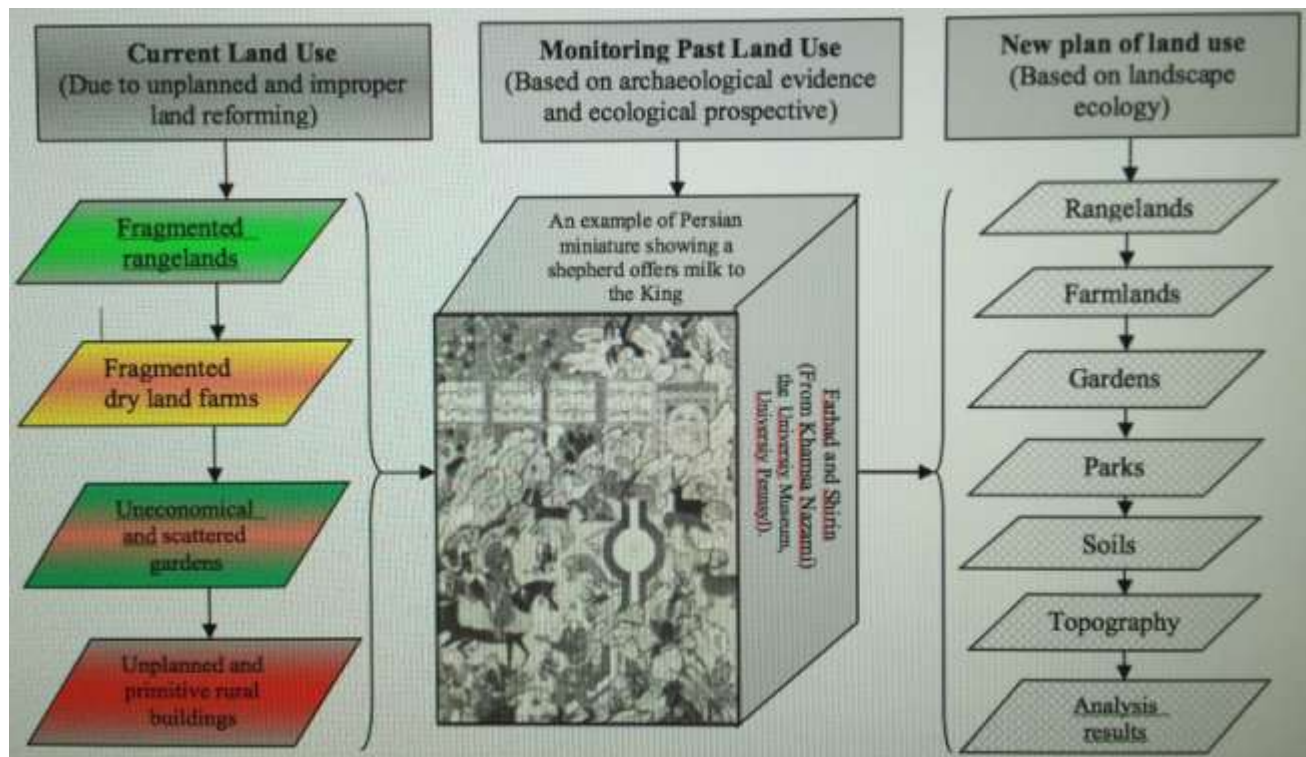 Current Land Use
(Due to unplanned and improper
land reforming)
Fragmented
rangelands
Fragmented
dry land farms
Uneconomical
and scattered
gardens
Unplanned and
primitive rural
buildings
Monitoring Past Land Use
(Based on archaeological evidence
and ecological prospective)
An example of Persian
miniature showing a
shepherd offers milk to
the King
Farhad and Shirin
(From Khamsa Nazami)
the Universiy Museum,
Universiy Pennsyl).
New plan of land use
(Based on landscape
ecology)
Rangelands
Farmlands
Gardens
Parks
Soils
Topography
Analysis
results